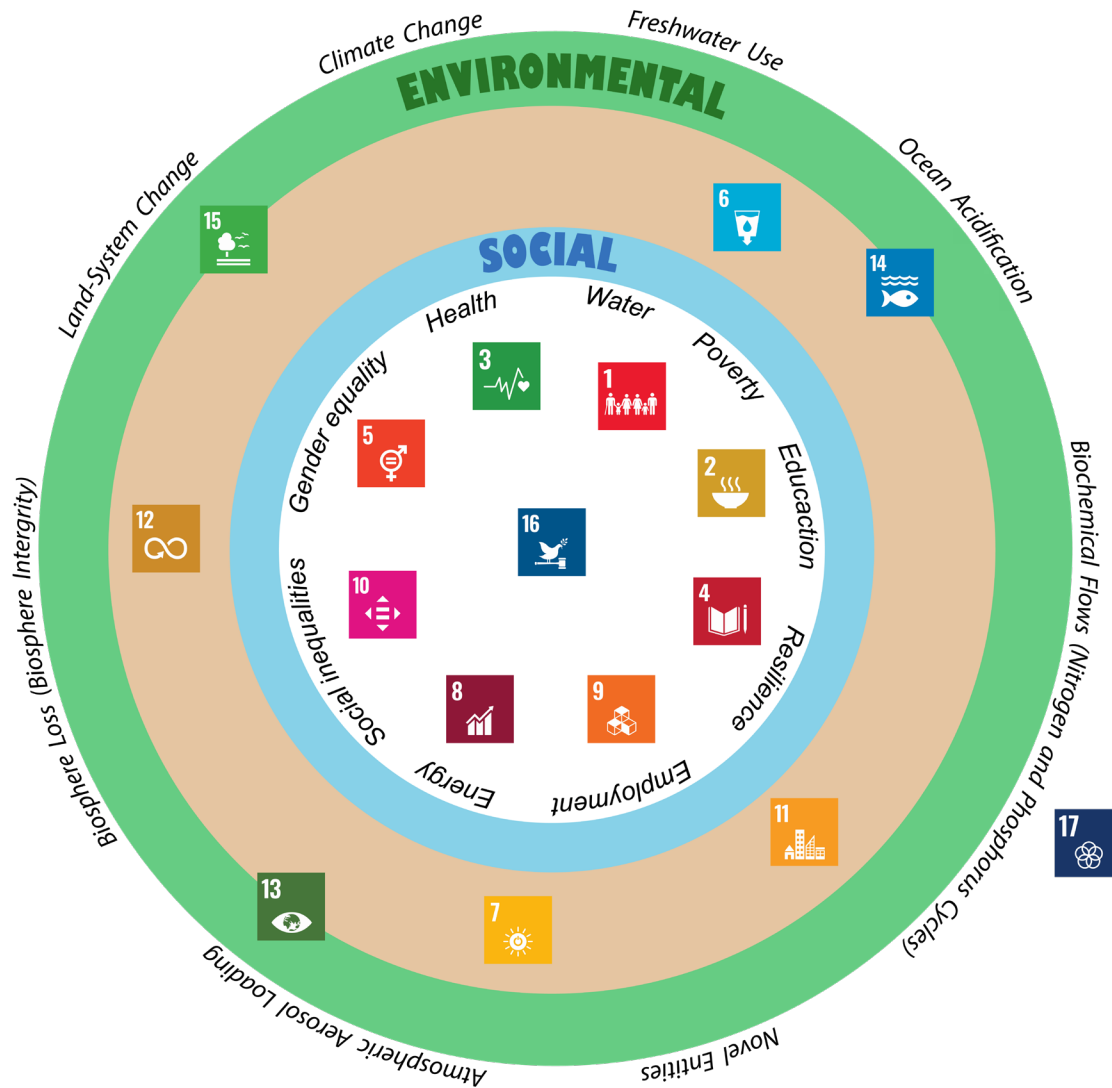 Climate Change
Freshwater Use
ENVIRONMENTAL
Ocean Acidification
Land-System Change
15
6
14
SOCIAL
Health
Water
Poverty
Gender equality
3
1
5
2
Educaction
Biochemical Flows (Nitrogen and Phosphorus Cycles)
Biosphere Loss (Biosphere Intergrity)
12
16
10
4
Social inequalities
Resilience
8
9
Energy
Employment
11
17
13
7
Atmospheric Aerosol Loading
Novel Entities